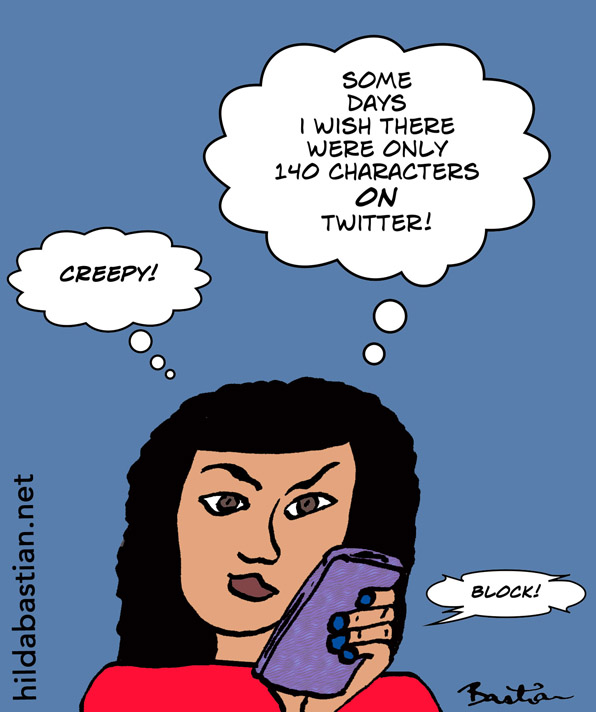 SOME
DAYS
I WISH THERE
WERE ONLY
140 CHARACTERS
ON
TWITTER!
CREEPY!
BLOCK!
hildabastian.net
Bastian